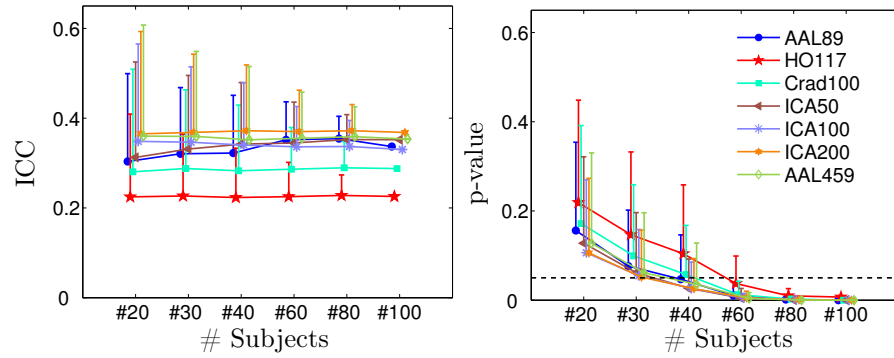 0.6
0.4
0.2
0
ICC
#20 #30 #40 #60 #80 #100
# Subjects
0.6
0.4
0.2
0
p-value
#20 #30 #40 #60 #80 #100
# Subjects
AAL89
HO117
Crad100
ICA50
ICA100
ICA200
AAL459